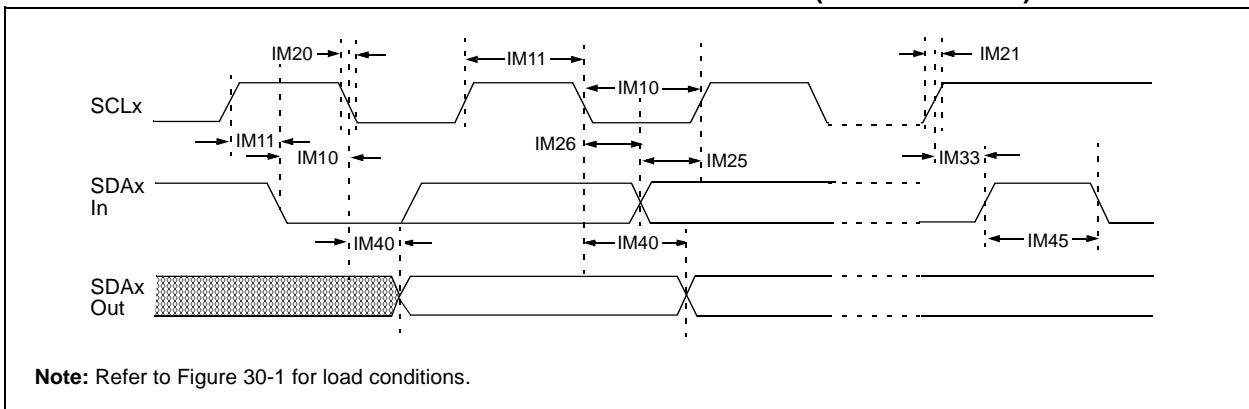 IM20
IM11
IM21
IM10
SCLx
IM11
IM26
IM10
IM25
IM33
SDAx
In
IM40
IM40
IM45
SDAx
Out
Note: Refer to Figure 30-1 for load conditions.